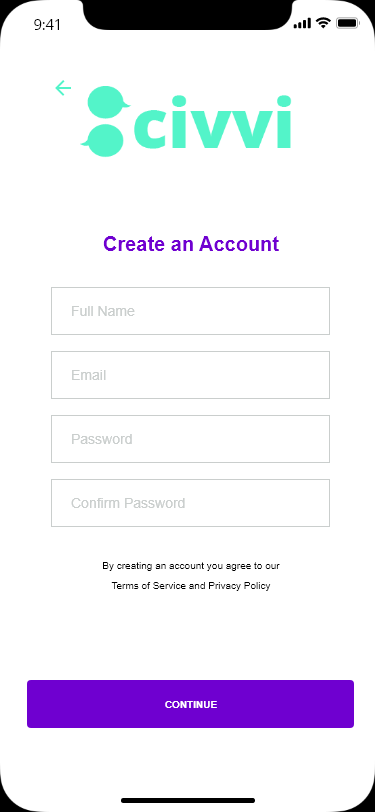 9:41
civvi
Create an Account
Full Name
Email
Password
Confirm Password
By creating an account you agree to our
Terms of Service and Privacy Policy
CONTINUE